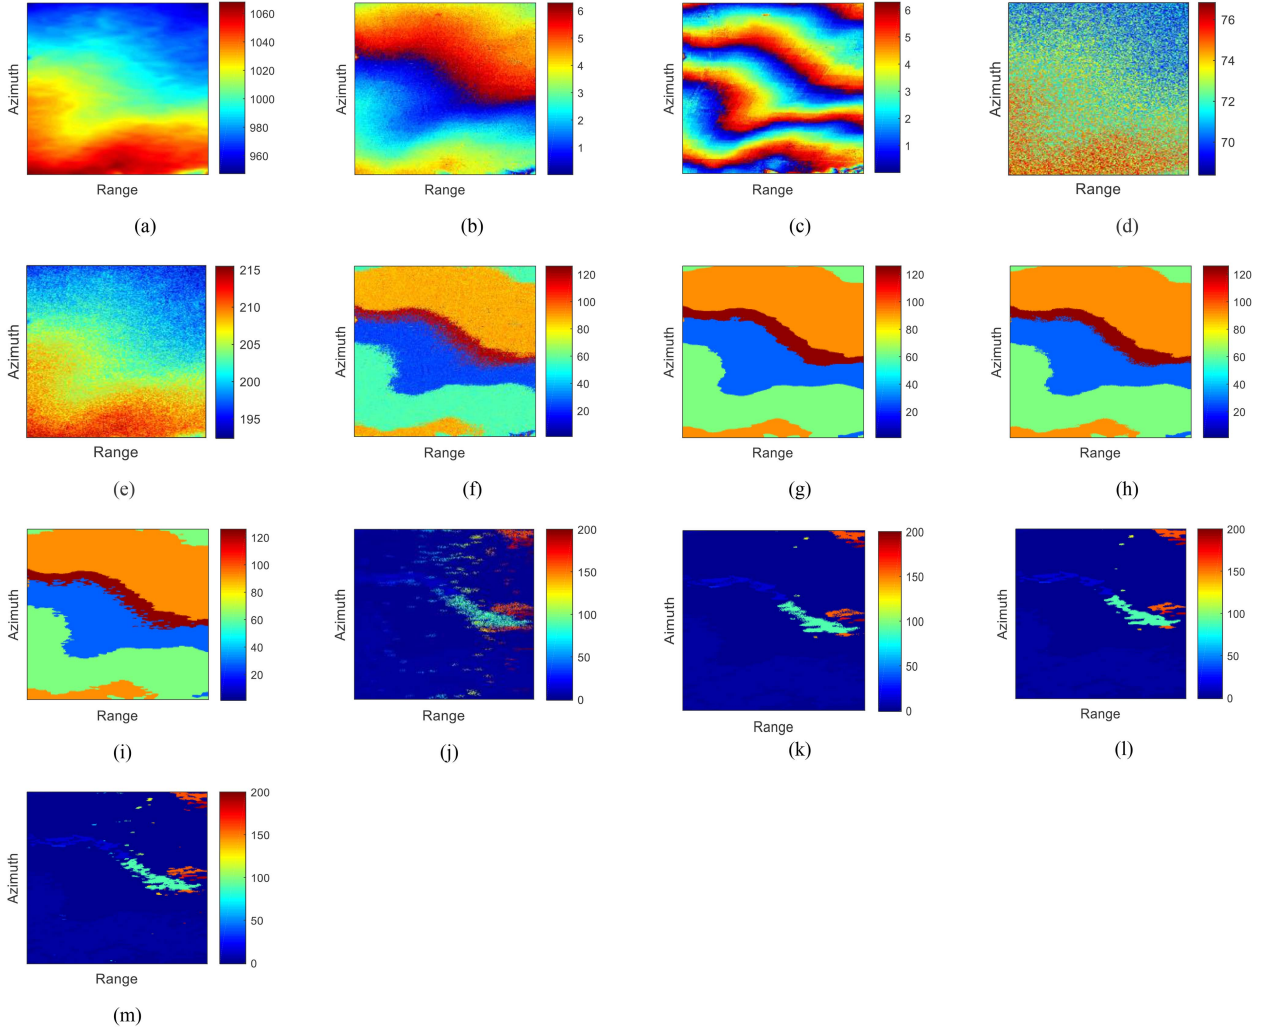 1060
1040
1020
1000
980
960
Azimuth
Range
(a)
6
5
4
3
2
1
Azimuth
Range
(b)
6
5
4
3
2
1
Azimuth
Range
(c)
76
74
72
70
Azimuth
Range
(d)
215
210
205
200
195
Azimuth
Range
(e)
120
100
80
60
40
20
Azimuth
Range
(f)
120
100
80
60
40
20
Azimuth
Range
(g)
120
100
80
60
40
20
Azimuth
Range
(h)
120
100
80
60
40
20
Azimuth
Range
(i)
200
150
100
50
0
Azimuth
Range
(j)
200
150
100
50
0
Aimuth
Range
(k)
200
150
100
50
0
Azimuth
Range
(l)
200
150
100
50
0
Azimuth
Range
(m)